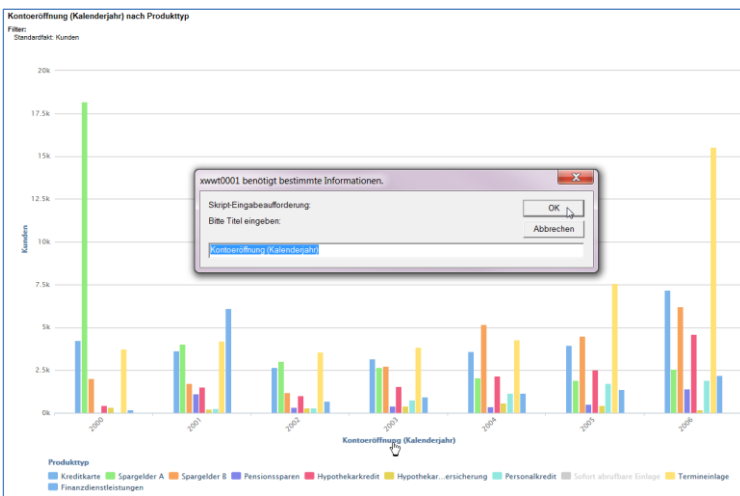 Kontoeröffnung (Kalenderjahr) nach Produkttyp
Filter:
Standardfakt: Kunden
20k
17.5k
15k
12.5k
10k
7.5k
5k
2.5k
0k
Kunden
xwwt0001 benötigt bestimmte Informationen.
Skript-Eingabeaufforderung:
Bitte Titel eingeben:
OK
Abbrechen
Kontoeröffnung (Kalenderjahr)
2000 2001 2002 2003 2004 2005 2006
Kontoeröffnung (Kalenderjahr)
Produkttyp
Kreditkarte Spargelder A Spargelder B Pensionssparen Hypothekarkredit Hypothekar...ersicherung Personalkredit Sofort abrufbare Einlage Termineinlage
Finanzdienstleistungen